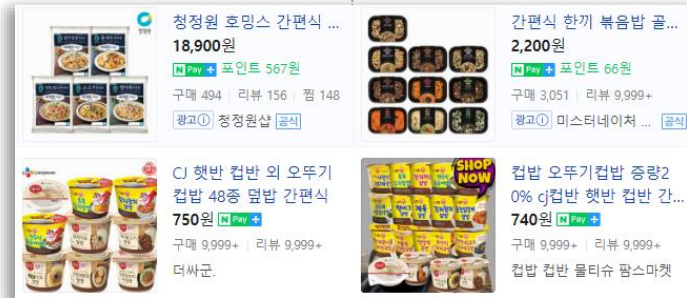 청정원 호밍스 간편식 ...
18,900원
N Pay + 포인트 567원
구매 494 | 리뷰 156 | 찜 148
광고ⓘ 청정원샵 공식
간편식 한끼 볶음밥 골...
2,200원
N Pay + 포인트 66원
구매 3,051 | 리뷰 9,999+
광고ⓘ 미스터네이처 ... 공식
CJ 햇반 컵반 외 오뚜기
컵밥 48종 덮밥 간편식
750원 N Pay +
구매 9,999+ | 리뷰 9,999+
더싸군.
SHOP
NOW
컵밥 오뚜기컵밥 증량2
0% cj컵반 햇반 컵반 간...
740원 N Pay +
구매 9,999+ | 리뷰 9,999+
컵밥 컵반 물티슈 팜스마켓